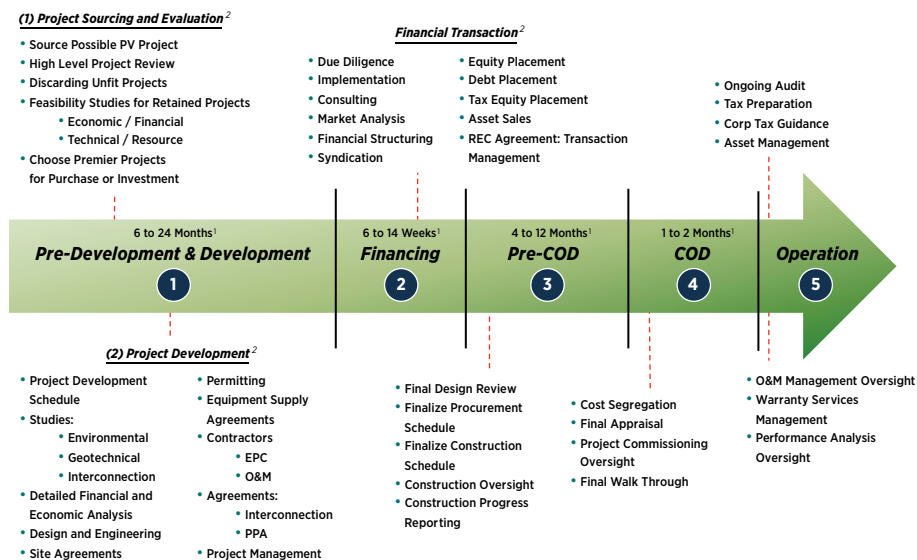 (1) Project Sourcing and Evaluation 2
• Source Possible PV Project
• High Level Project Review
• Discarding Unfit Projects
• Feasibility Studies for Retained Projects
• Economic / Financial
• Technical / Resource
• Choose Premier Projects
for Purchase or Investment
Financial Transaction 2
• Due Diligence
• Implementation
• Consulting
• Market Analysis
• Financial Structuring
• Syndication
• Equity Placement
• Debt Placement
• Tax Equity Placement
• Asset Sales
• REC Agreement: Transaction
Management
• Ongoing Audit
• Tax Preparation
• Corp Tax Guidance
• Asset Management
6 to 24 Months1
Pre-Development & Development
1
6 to 14 Weeks1
Financing
2
4 to 12 Months1
Pre-COD
3
1 to 2 Months1
COD
4
Operation
5
(2) Project Development 2
• Project Development
Schedule
• Studies:
• Environmental
• Geotechnical
• Interconnection
• Detailed Financial and
Economic Analysis
• Design and Engineering
• Site Agreements
• Permitting
• Equipment Supply
Agreements
• Contractors
• EPC
• O&M
• Agreements:
• Interconnection
• PPA
• Project Management
• Final Design Review
• Finalize Procurement
Schedule
• Finalize Construction
Schedule
• Construction Oversight
• Construction Progress
Reporting
• Cost Segregation
• Final Appraisal
• Project Commissioning
Oversight
• Final Walk Through
• O&M Management Oversight
• Warranty Services
Management
• Performance Analysis
Oversight